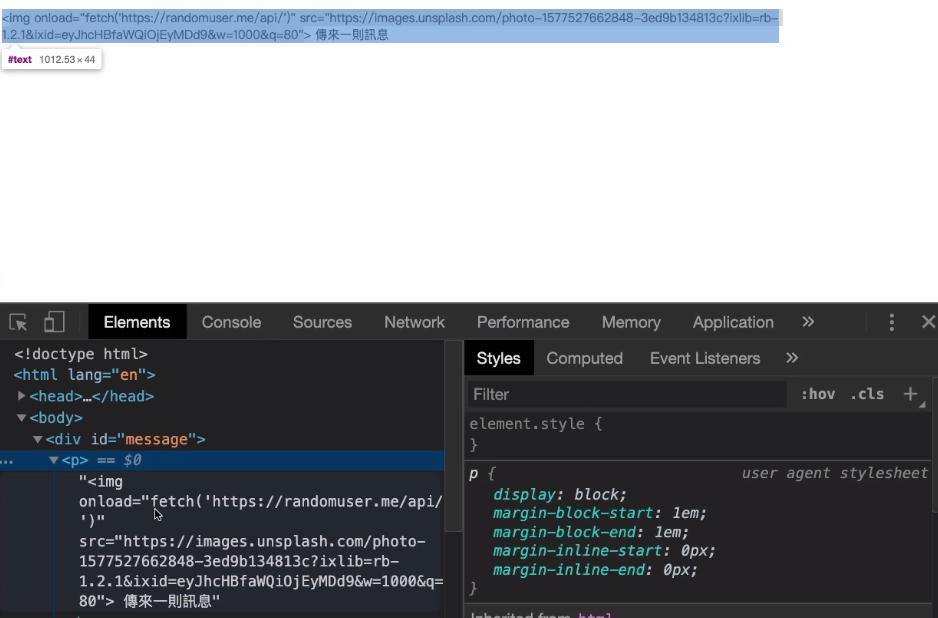 <img onload="fetch('https://randomuser.me/api/')" src="https://images.unsplash.com/photo-1577527662848-3ed9b134813c?ixlib=rb-
1.2.1&ixid=eyJhcHBfaWQiOjEyMDd9&w=1000&q=80"> 傳來一則訊息
#text 1012.53 × 44
Elements Console Sources Network Performance Memory Application »
<!doctype html>
<html lang="en">
<head>…</head>
<body>
<div id="message">
… <p> == $0
"<img
onload="fetch('https://randomuser.me/api/
')"
src="https://images.unsplash.com/photo-
1577527662848-3ed9b134813c?ixlib=rb-
1.2.1&ixid=eyJhcHBfaWQiOjEyMDd9&w=1000&q=
80"> 傳來一則訊息"
Styles Computed Event Listeners »
Filter :hov .cls +
element.style {
}
p { user agent stylesheet
display: block;
margin-block-start: 1em;
margin-block-end: 1em;
margin-inline-start: 0px;
margin-inline-end: 0px;
}
Inherited from html